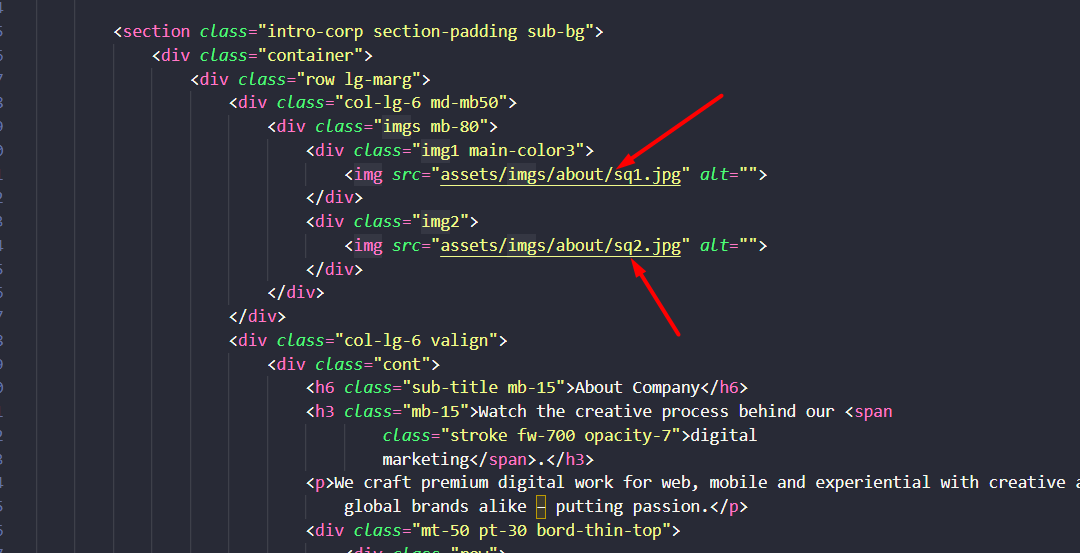 <section class="intro-corp section-padding sub-bg">
<div class="container">
<div class="row lg-marg">
<div class="col-lg-6 md-mb50">
<div class="imgs mb-80">
<div class="img1 main-color3">
<img src="assets/imgs/about/sq1.jpg" alt="">
</div>
<div class="img2">
<img src="assets/imgs/about/sq2.jpg" alt="">
</div>
</div>
</div>
<div class="col-lg-6 valign">
<div class="cont">
<h6 class="sub-title mb-15">About Company</h6>
<h3 class="mb-15">Watch the creative process behind our <span
class="stroke fw-700 opacity-7">digital
marketing</span>.</h3>
<p>We craft premium digital work for web, mobile and experiential with creative a
global brands alike – putting passion.</p>
<div class="mt-50 pt-30 bord-thin-top">
<div class="row">